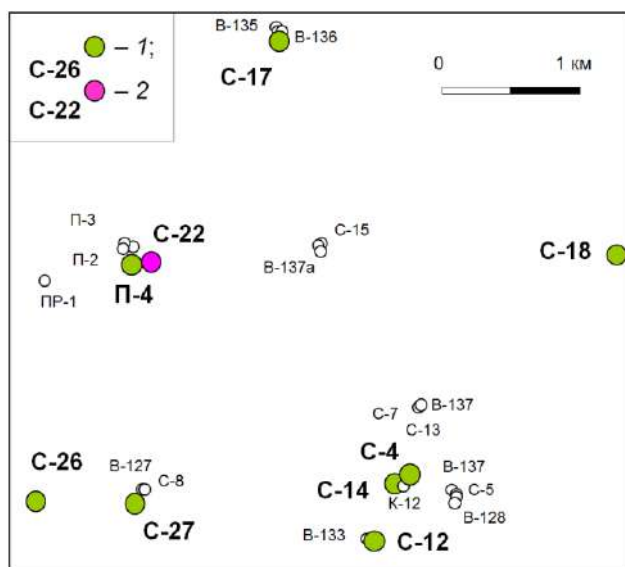 В-135
В-136
– 1;
С-26
С-17
– 2
С-22
0 1 км
П-3
С-22
С-15
П-2
В-137а
С-18
ПР-1
П-4
С-7
В-137
С-13
С-4
С-26
В-127
С-8
С-14
В-137
С-5
К-12
В-128
С-27
В-133
С-12